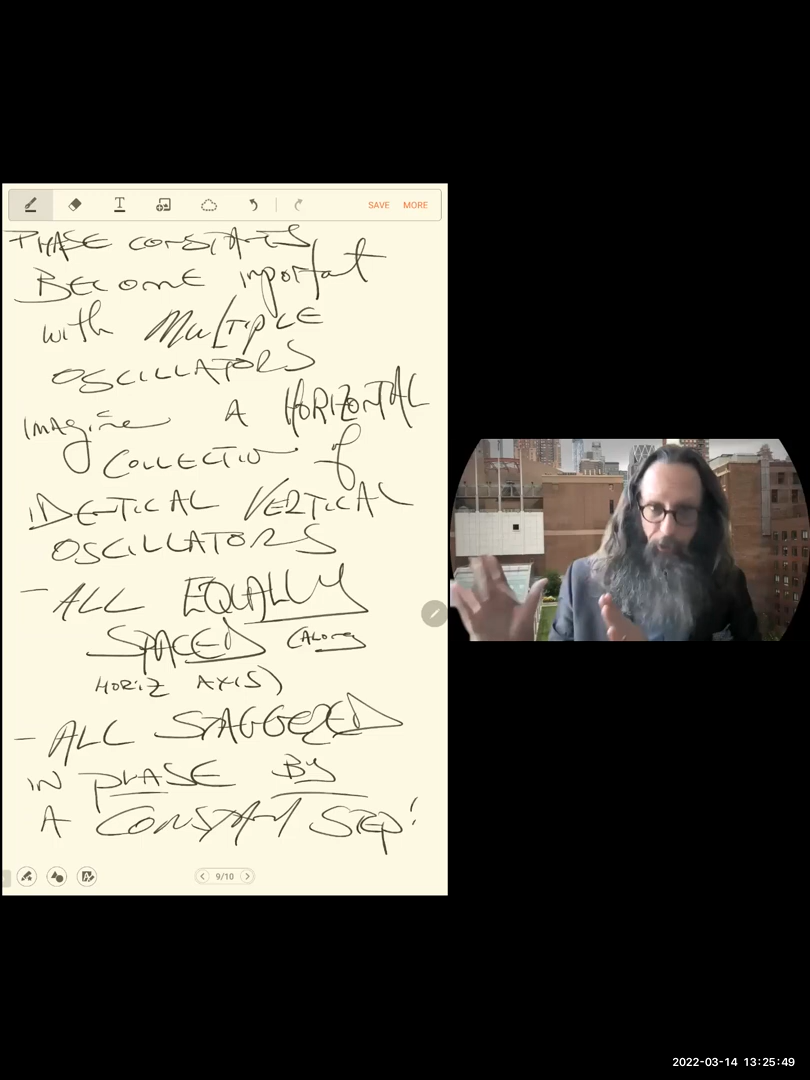 T
SAVE MORE
PHASE CONSTANTS
BECOME important
with MULTIPLE
OSCILLATORS
IMAGINE A HORIZONTAL
COLLECTION of
IDENTICAL VERTICAL
OSCILLATORS
- ALL EQUALLY
SPACED (ALONG
HORIZ AXIS)
- ALL STAGGERED
IN PHASE BY
A CONSTANT STEP!
9/10
2022-03-14 13:25:49